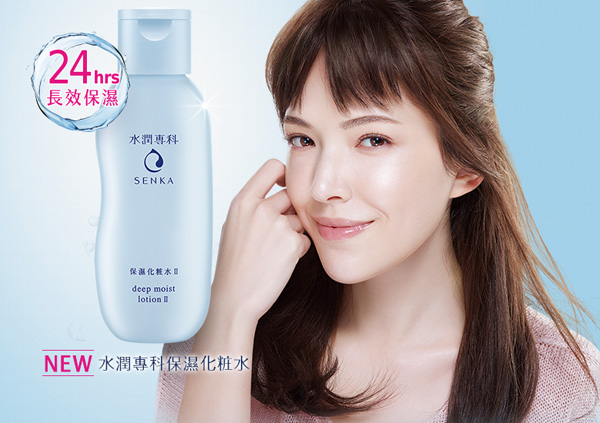 24hrs
長效保濕
水潤專科
SENKA
保濕化粧水 II
deep moist
lotion II
NEW 水潤專科保濕化粧水